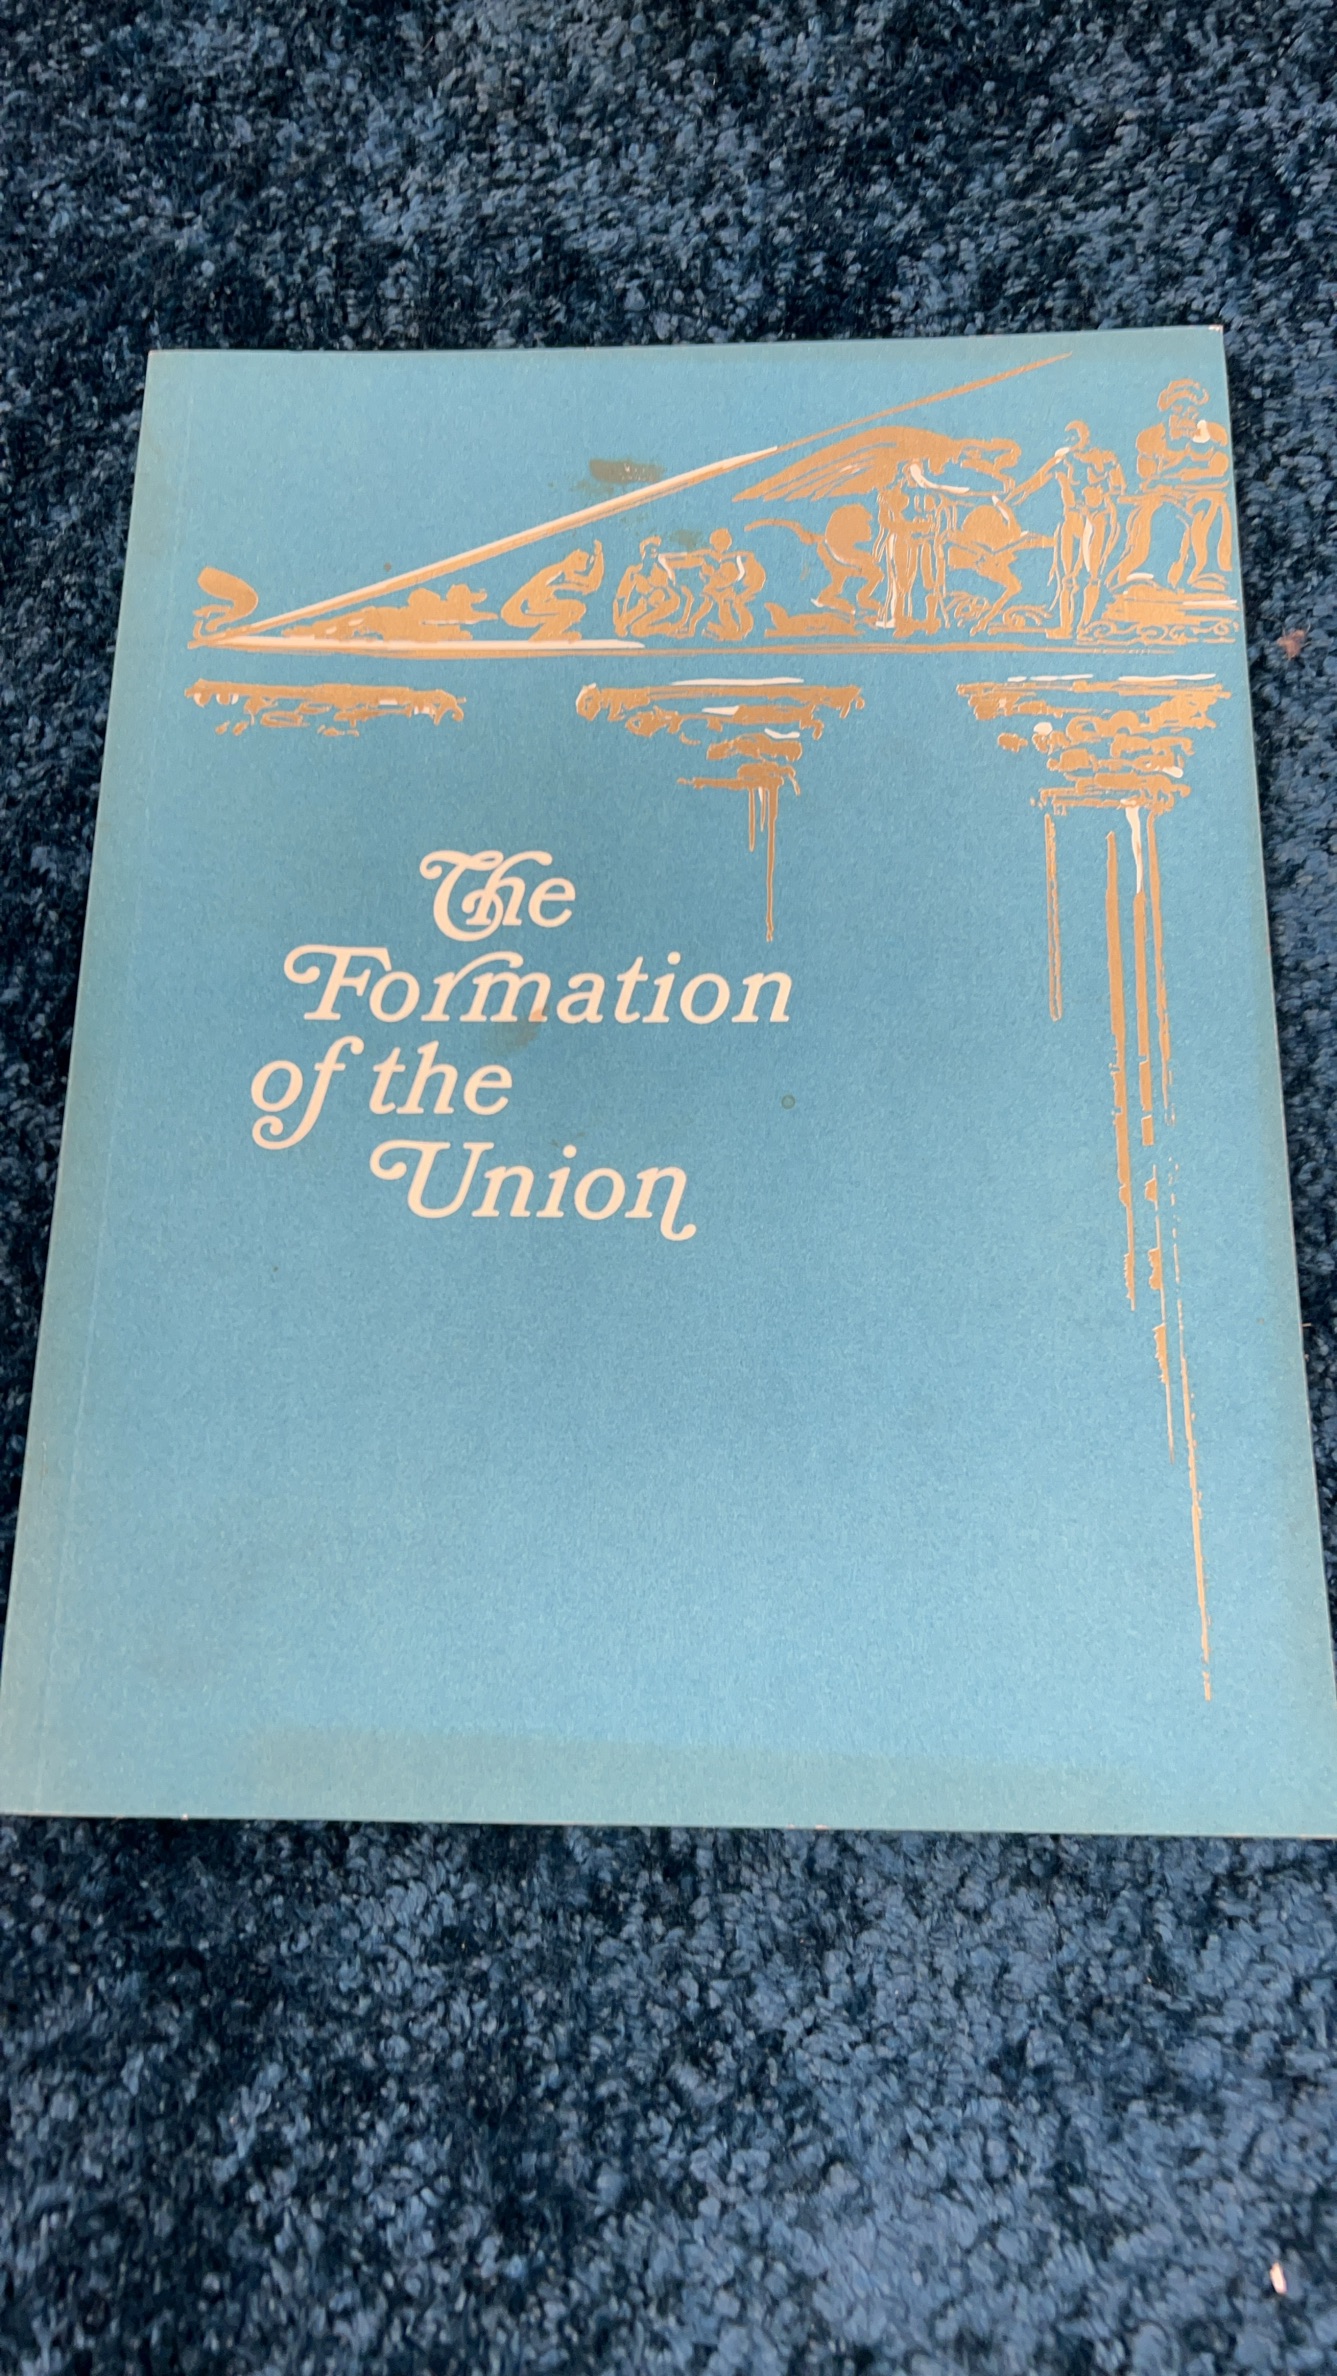 The
Formation
of the
Union